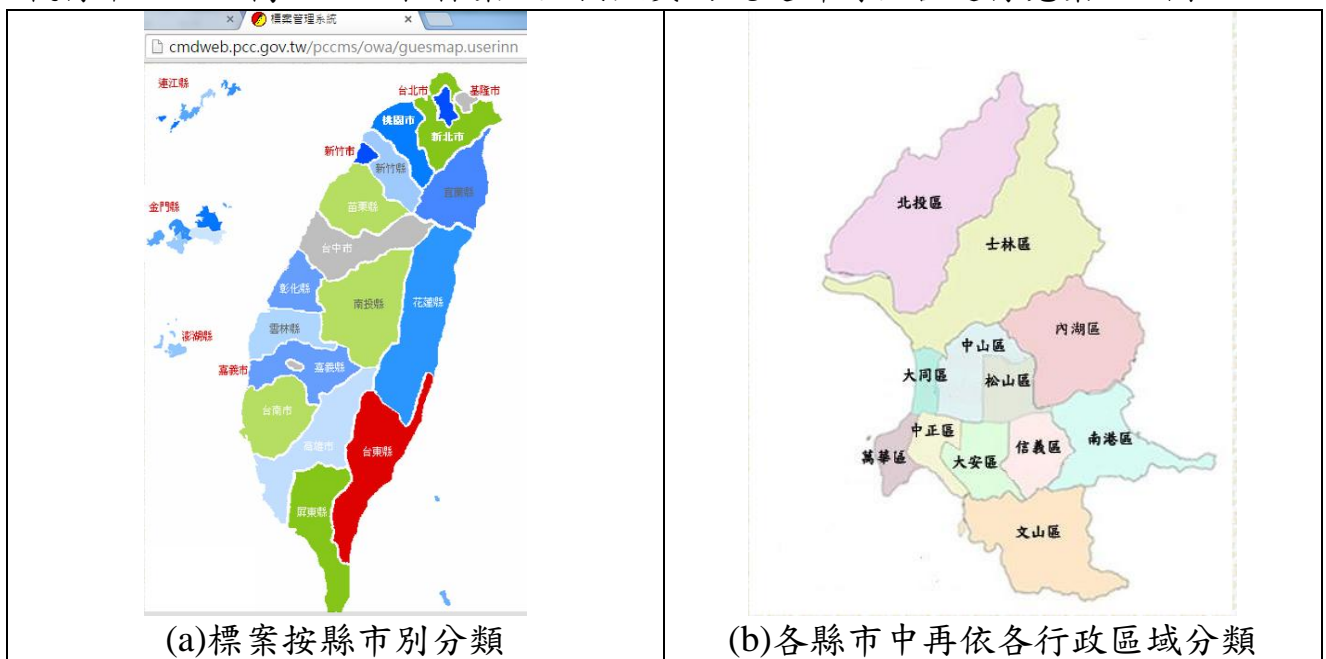 標案管理系統
cmdweb.pcc.gov.tw/pccms/owa/guesmap.userinn
連江縣
台北市
基隆市
桃園市
新北市
新竹市
新竹縣
宜蘭縣
苗栗縣
金門縣
台中市
彰化縣
南投縣
花蓮縣
雲林縣
澎湖縣
嘉義市
嘉義縣
台南市
高雄市
台東縣
屏東縣
(a)標案按縣市別分類
北投區
士林區
內湖區
中山區
大同區
松山區
中正區
信義區
南港區
萬華區
大安區
文山區
(b)各縣市中再依各行政區域分類